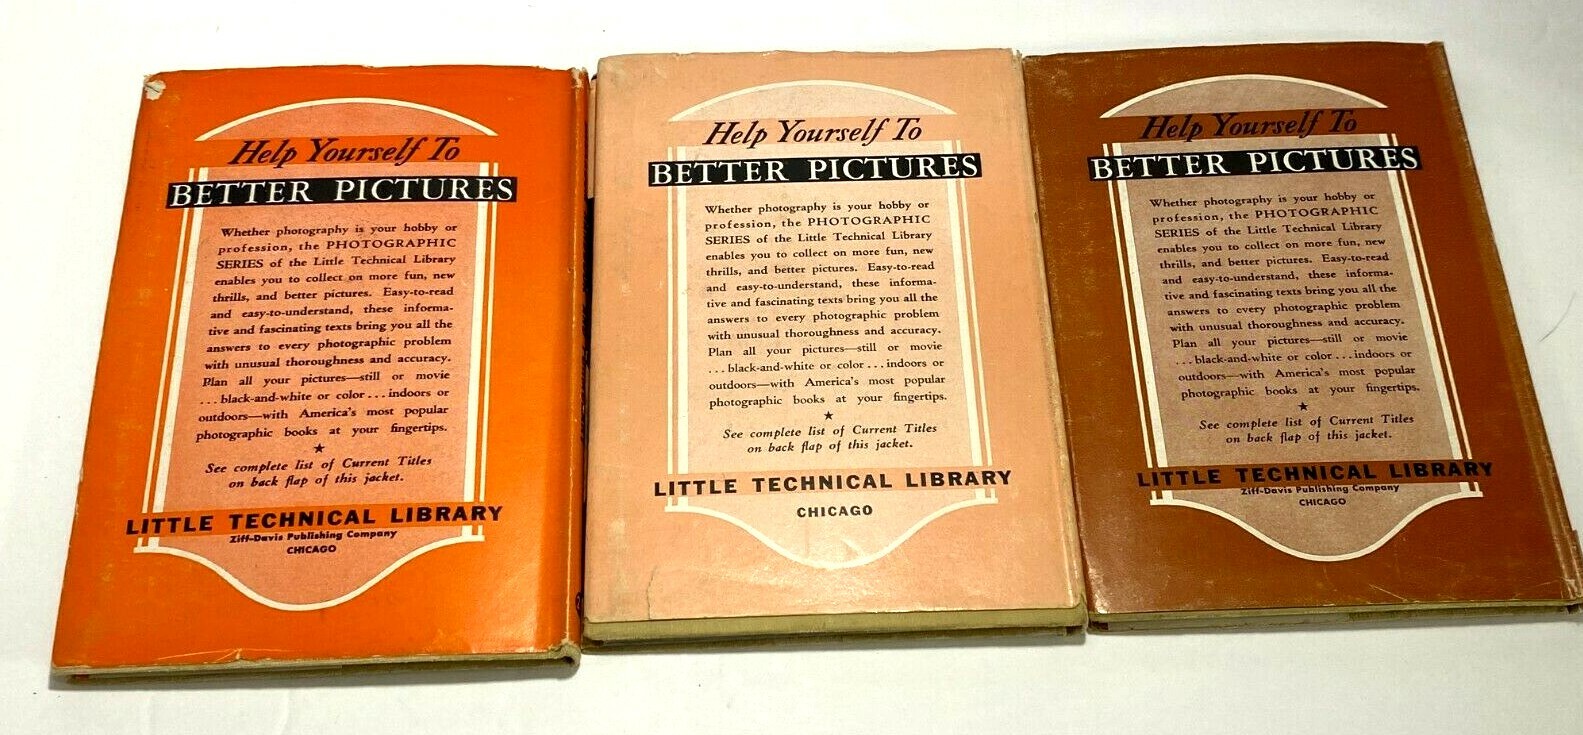 Help Yourself To
BETTER PICTURES
Whether photography is your hobby or
profession, the PHOTOGRAPHIC
SERIES of the Little Technical Library
enables you to collect on more fun, new
thrills, and better pictures. Easy-to-read
and easy-to-understand, these informa-
tive and fascinating texts bring you all the
answers to every photographic problem
with unusual thoroughness and accuracy.
Plan all your pictures—still or movie
...black-and-white or color...indoors or
outdoors—with America's most popular
photographic books at your fingertips.
★
See complete list of Current Titles
on back flap of this jacket.
LITTLE TECHNICAL LIBRARY
Ziff-Davis Publishing Company
CHICAGO
Help Yourself To
BETTER PICTURES
Whether photography is your hobby or
profession, the PHOTOGRAPHIC
SERIES of the Little Technical Library
enables you to collect on more fun, new
thrills, and better pictures. Easy-to-read
and easy-to-understand, these informa-
tive and fascinating texts bring you all the
answers to every photographic problem
with unusual thoroughness and accuracy.
Plan all your pictures—still or movie
...black-and-white or color...indoors or
outdoors—with America's most popular
photographic books at your fingertips.
★
See complete list of Current Titles
on back flap of this jacket.
LITTLE TECHNICAL LIBRARY
CHICAGO
Help Yourself To
BETTER PICTURES
Whether photography is your hobby or
profession, the PHOTOGRAPHIC
SERIES of the Little Technical Library
enables you to collect on more fun, new
thrills, and better pictures. Easy-to-read
and easy-to-understand, these informa-
tive and fascinating texts bring you all the
answers to every photographic problem
with unusual thoroughness and accuracy.
Plan all your pictures—still or movie
...black-and-white or color...indoors or
outdoors—with America's most popular
photographic books at your fingertips.
★
See complete list of Current Titles
on back flap of this jacket.
LITTLE TECHNICAL LIBRARY
Ziff-Davis Publishing Company
CHICAGO